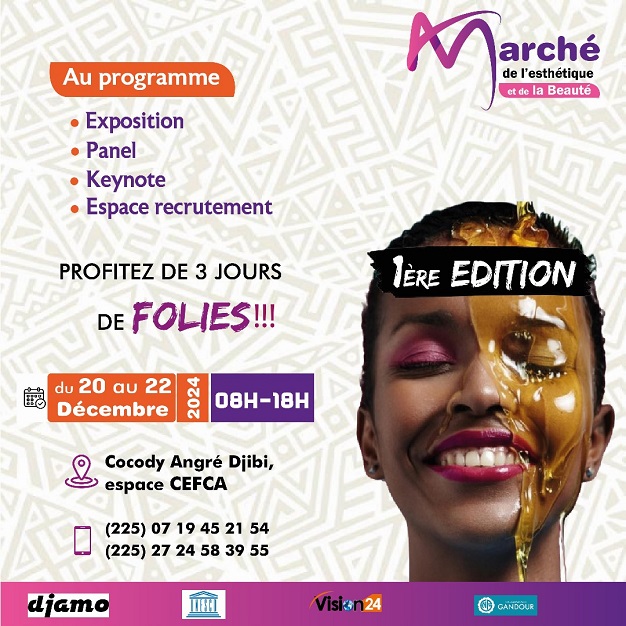 Marché
de l'esthétique
et de la Beauté
Au programme
• Exposition
• Panel
• Keynote
• Espace recrutement
1ÈRE EDITION
PROFITEZ DE 3 JOURS
DE FOLIES!!!
du 20 au 22
Décembre
2024
08H-18H
Cocody Angré Djibi,
espace CEFCA
(225) 07 19 45 21 54
(225) 27 24 58 39 55
djamo
UNESCO
Vision24
GANDOUR